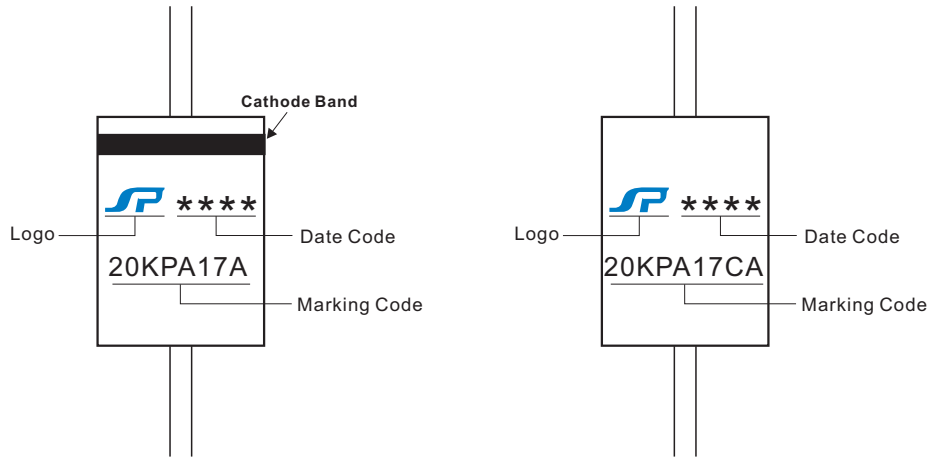 Cathode Band
SP ****
Logo
Date Code
20KPA17A
Marking Code
SP ****
Logo
Date Code
20KPA17CA
Marking Code